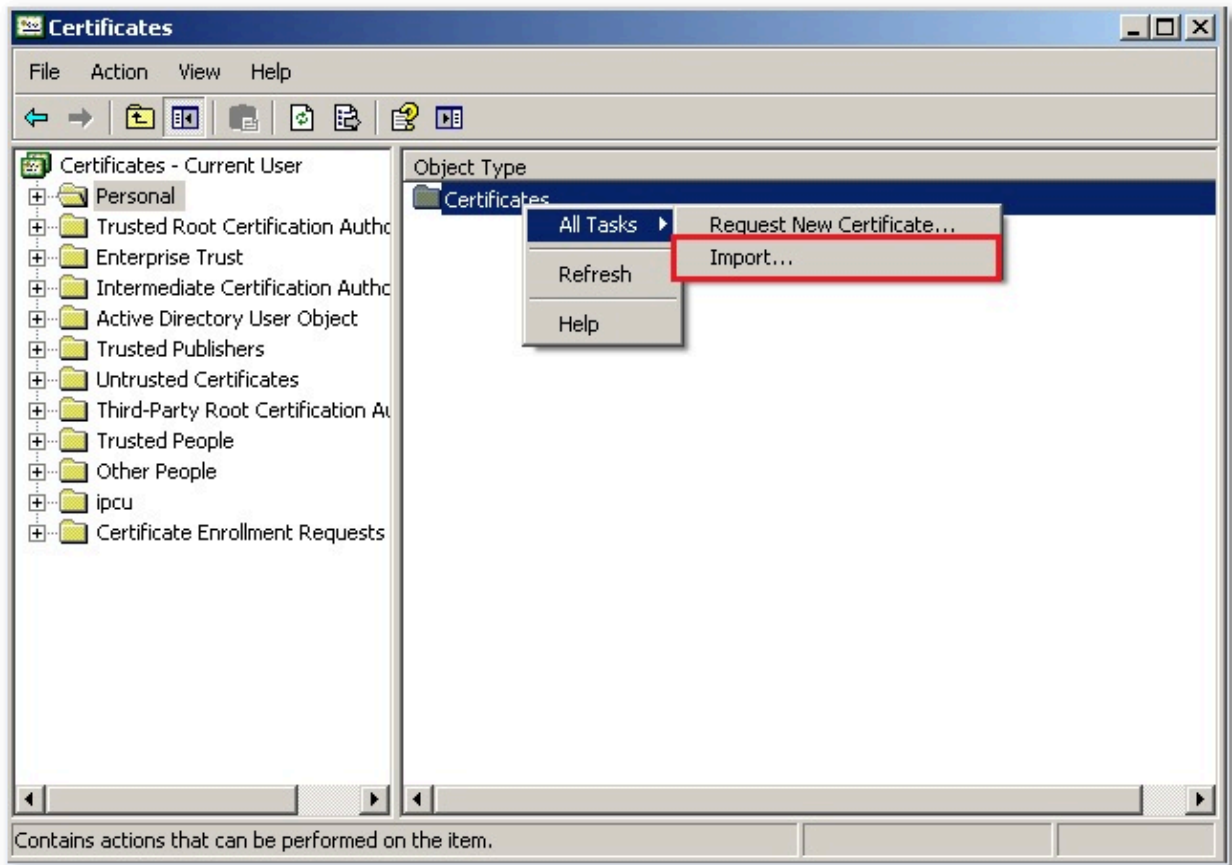 Certificates
File Action View Help
Certificates - Current User
Personal
Trusted Root Certification Autho
Enterprise Trust
Intermediate Certification Autho
Active Directory User Object
Trusted Publishers
Untrusted Certificates
Third-Party Root Certification Au
Trusted People
Other People
ipcu
Certificate Enrollment Requests
Object Type
Certificates
All Tasks
Refresh
Help
Request New Certificate...
Import...
Contains actions that can be performed on the item.